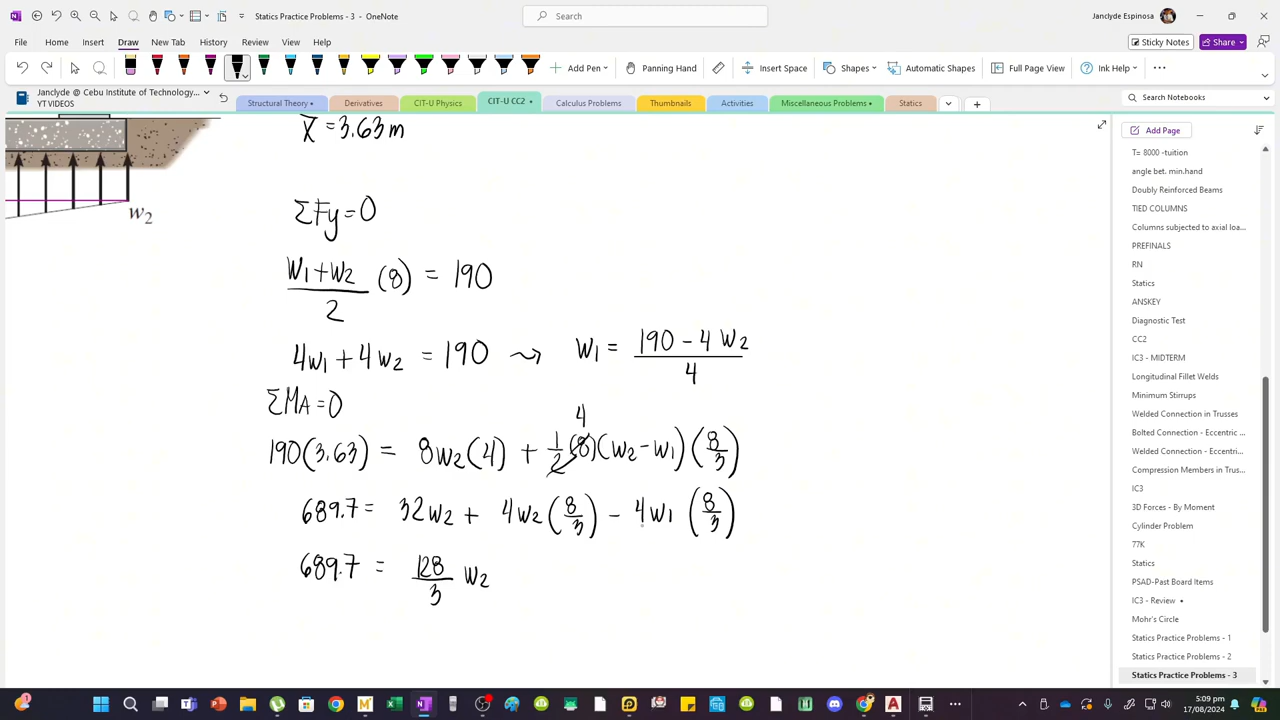 Statics Practice Problems - 3 - OneNote
Search
Janclyde Espinosa
File Home Insert Draw New Tab History Review View Help
Sticky Notes Share
Add Pen Panning Hand Insert Space Shapes Automatic Shapes Full Page View Ink Help
Janclyde @ Cebu Institute of Technology...
YT VIDEOS
Structural Theory Derivatives CIT-U Physics CIT-U CC2 Calculus Problems Thumbnails Activities Miscellaneous Problems Statics
Search Notebooks
Add Page
T= 8000 -tuition
angle bet. min.hand
Doubly Reinforced Beams
TIED COLUMNS
Columns subjected to axial loa...
PREFINALS
RN
Statics
ANSKEY
Diagnostic Test
CC2
IC3 - MIDTERM
Longitudinal Fillet Welds
Minimum Stirrups
Welded Connection in Trusses
Bolted Connection - Eccentric ...
Welded Connection - Eccentri...
Compression Members in Trust...
IC3
3D Forces - By Moment
Cylinder Problem
77K
Statics
PSAD-Past Board Items
IC3 - Review
Mohr's Circle
Statics Practice Problems - 1
Statics Practice Problems - 2
Statics Practice Problems - 3
w2
X̄ = 3.63 m
ΣFy = 0
(W1+W2)/2 (8) = 190
4w1 + 4w2 = 190 ⇝ W1 = (190 - 4W2)/4
ΣMA = 0
4
190(3.63) = 8w2(4) + 1/2 (8)(w2-w1)(8/3)
689.7 = 32w2 + 4w2(8/3) - 4w1(8/3)
689.7 = 128/3 w2
5:09 pm
17/08/2024